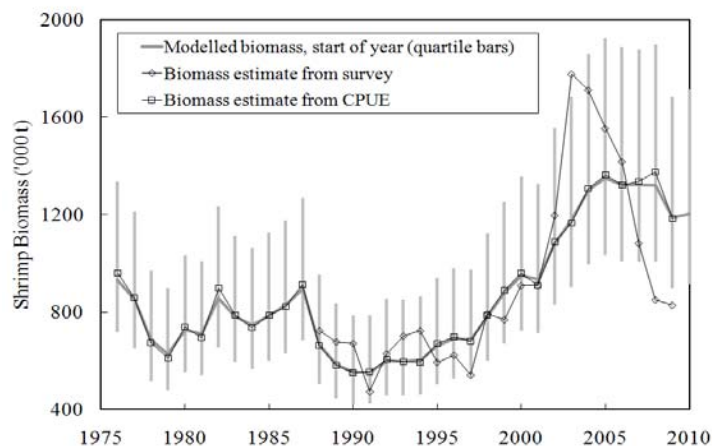 2000
1600
1200
800
400
Shrimp Biomass ('000 t)
Modelled biomass, start of year (quartile bars)
Biomass estimate from survey
Biomass estimate from CPUE
1975 1980 1985 1990 1995 2000 2005 2010